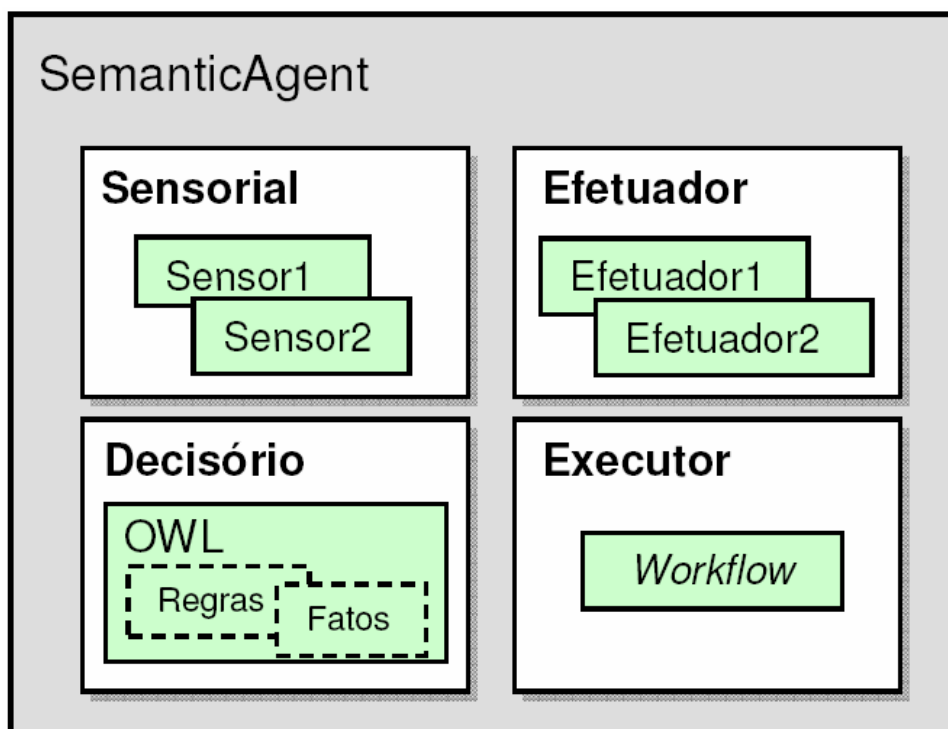 SemanticAgent
Sensorial
Sensor1
Sensor2
Efetuador
Efetuador1
Efetuador2
Decisório
OWL
Regras
Fatos
Executor
Workflow